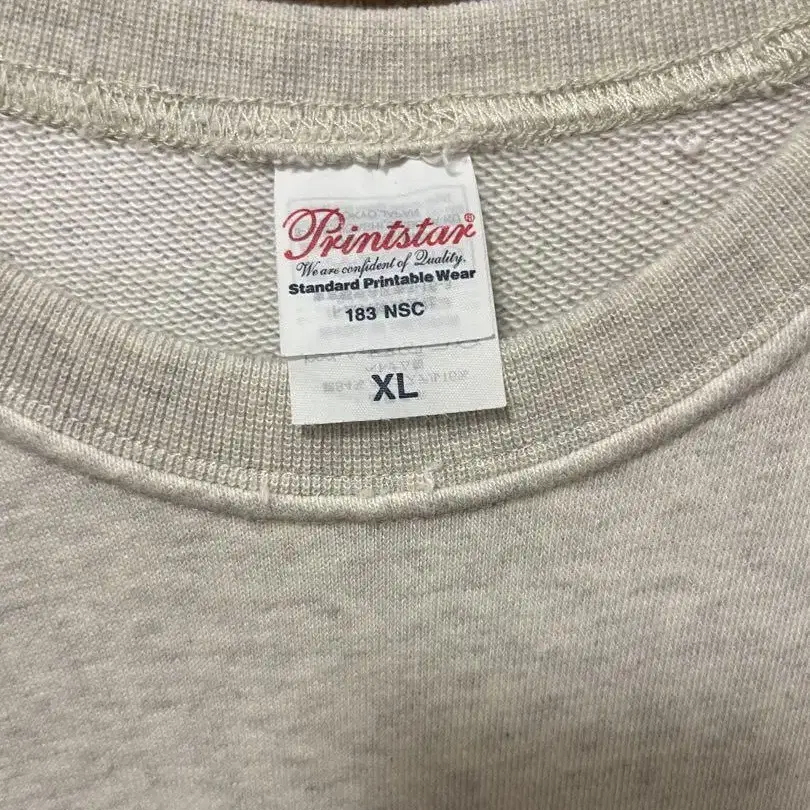 Printstar®
We are confident of Quality.
Standard Printable Wear
183 NSC
XL